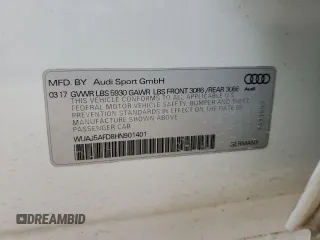 MFD. BY Audi Sport GmbH
03 17 GVWR LBS 5930 GAWR LBS FRONT 3086 /REAR 3086
THIS VEHICLE CONFORMS TO ALL APPLICABLE FEDERAL
MOTOR VEHICLE SAFETY, BUMPER AND THEFT
PREVENTION STANDARDS IN EFFECT ON THE DATE OF
MANUFACTURE SHOWN ABOVE
PASSENGER CAR
WUAJ5AFD8HN901401
GERMANY
DREAMBID